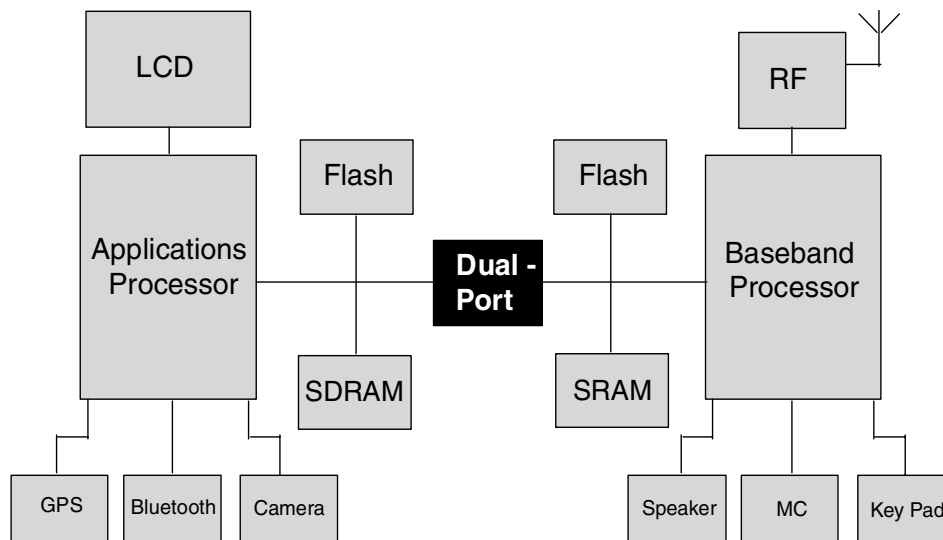 LCD
RF
Flash
Flash
Applications
Processor
Dual -
Port
Baseband
Processor
SDRAM
SRAM
GPS
Bluetooth
Camera
Speaker
MC
Key Pad